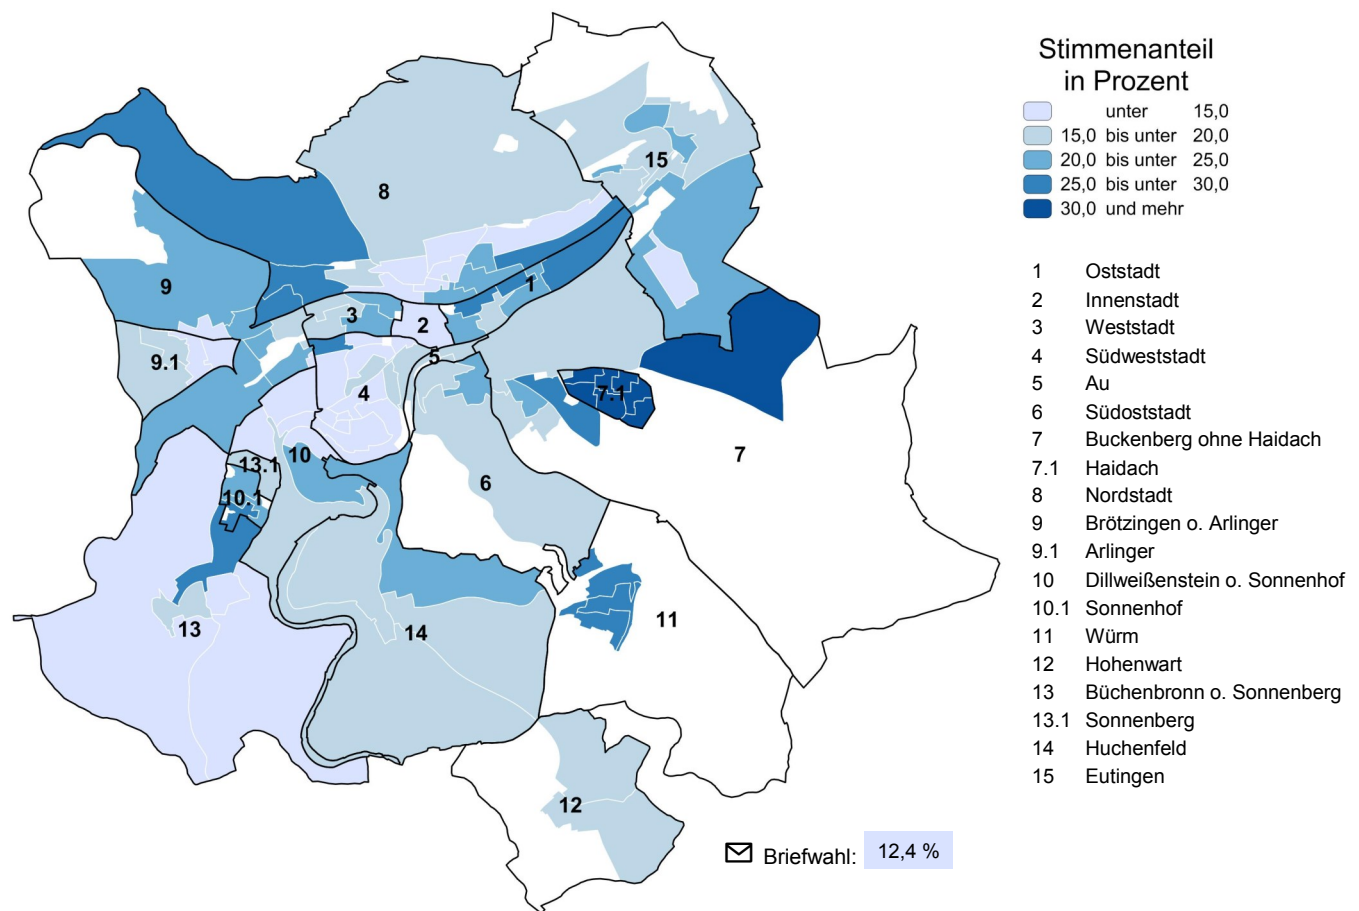 Stimmenanteil
in Prozent
unter 15,0
15,0 bis unter 20,0
20,0 bis unter 25,0
25,0 bis unter 30,0
30,0 und mehr
1 Oststadt
2 Innenstadt
3 Weststadt
4 Südweststadt
5 Au
6 Südoststadt
7 Buckenberg ohne Haidach
7.1 Haidach
8 Nordstadt
9 Brötzingen o. Arlinger
9.1 Arlinger
10 Dillweißenstein o. Sonnenhof
10.1 Sonnenhof
11 Würm
12 Hohenwart
13 Büchenbronn o. Sonnenberg
13.1 Sonnenberg
14 Huchenfeld
15 Eutingen
15
8
9
1
3
2
9.1
5
4
7.1
10
13.1
7
6
10.1
11
13
14
12
Briefwahl: 12,4 %